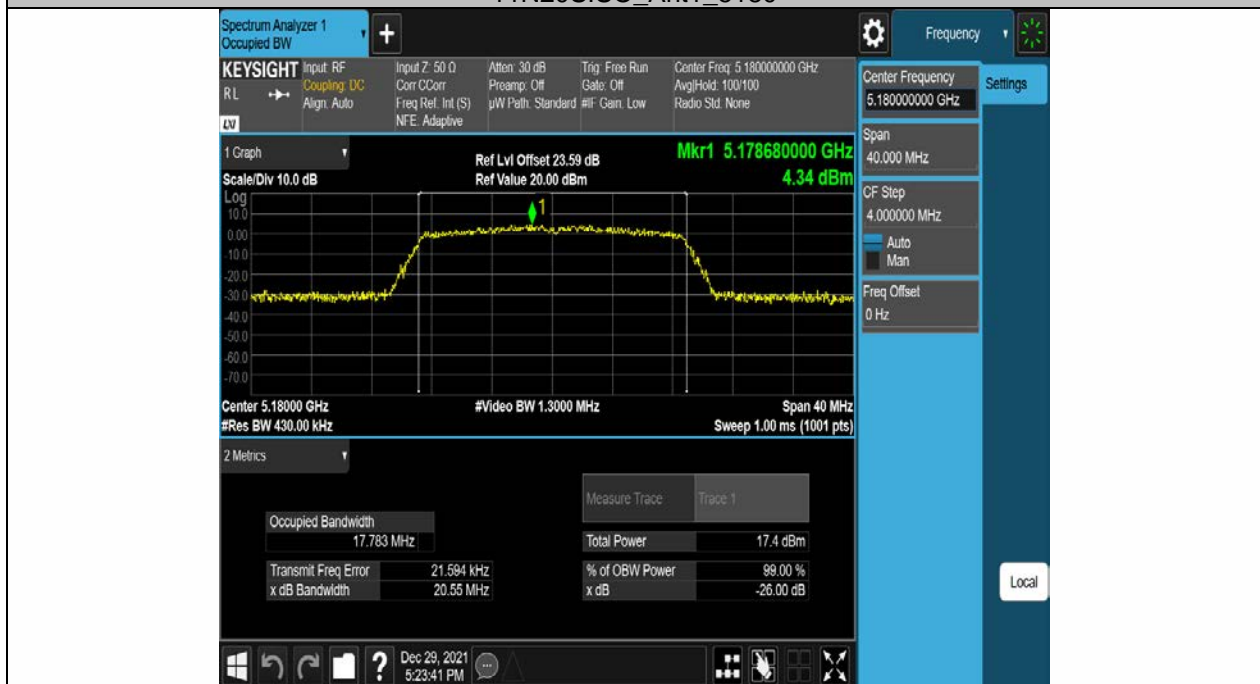 Spectrum Analyzer 1
Occupied BW
+
Frequency
KEYSIGHT
RL
LXI
Input: RF
Coupling: DC
Align: Auto
Input Z: 50 Ω
Corr CCorr
Freq Ref: Int (S)
NFE: Adaptive
Atten: 30 dB
Preamp: Off
µW Path: Standard
Trig: Free Run
Gate: Off
#IF Gain: Low
Center Freq: 5.180000000 GHz
Avg|Hold: 100/100
Radio Std: None
Center Frequency
5.180000000 GHz
Settings
Span
40.000 MHz
CF Step
4.000000 MHz
Auto
Man
Freq Offset
0 Hz
1 Graph
Scale/Div 10.0 dB
Ref Lvl Offset 23.59 dB
Ref Value 20.00 dBm
Mkr1 5.178680000 GHz
4.34 dBm
Log
10.0
0.00
-10.0
-20.0
-30.0
-40.0
-50.0
-60.0
-70.0
1
Center 5.18000 GHz
#Video BW 1.3000 MHz
Span 40 MHz
#Res BW 430.00 kHz
Sweep 1.00 ms (1001 pts)
2 Metrics
Measure Trace Trace 1
Occupied Bandwidth
17.783 MHz
Total Power 17.4 dBm
Transmit Freq Error 21.594 kHz
% of OBW Power 99.00 %
x dB Bandwidth 20.55 MHz
x dB -26.00 dB
Local
?
Dec 29, 2021
5:23:41 PM